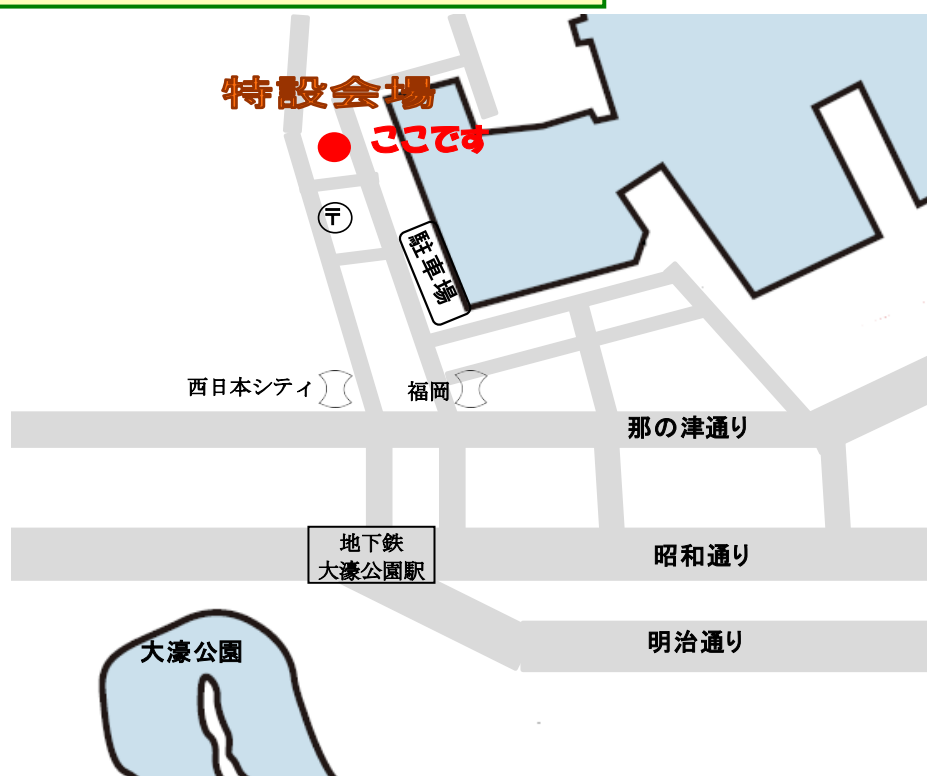 特設会場
ここです
〒
駐車場
西日本シティ
福岡
那の津通り
地下鉄
大濠公園駅
昭和通り
明治通り
大濠公園